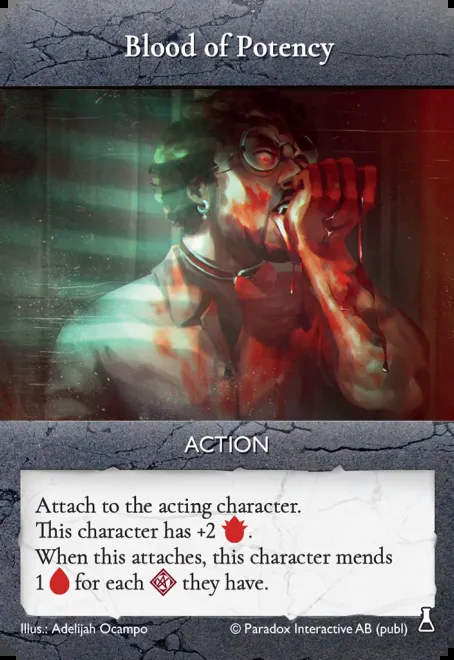 Blood of Potency
ACTION
Attach to the acting character.
This character has +2 .
When this attaches, this character mends
1 for each they have.
Illus.: Adelijah Ocampo © Paradox Interactive AB (publ)